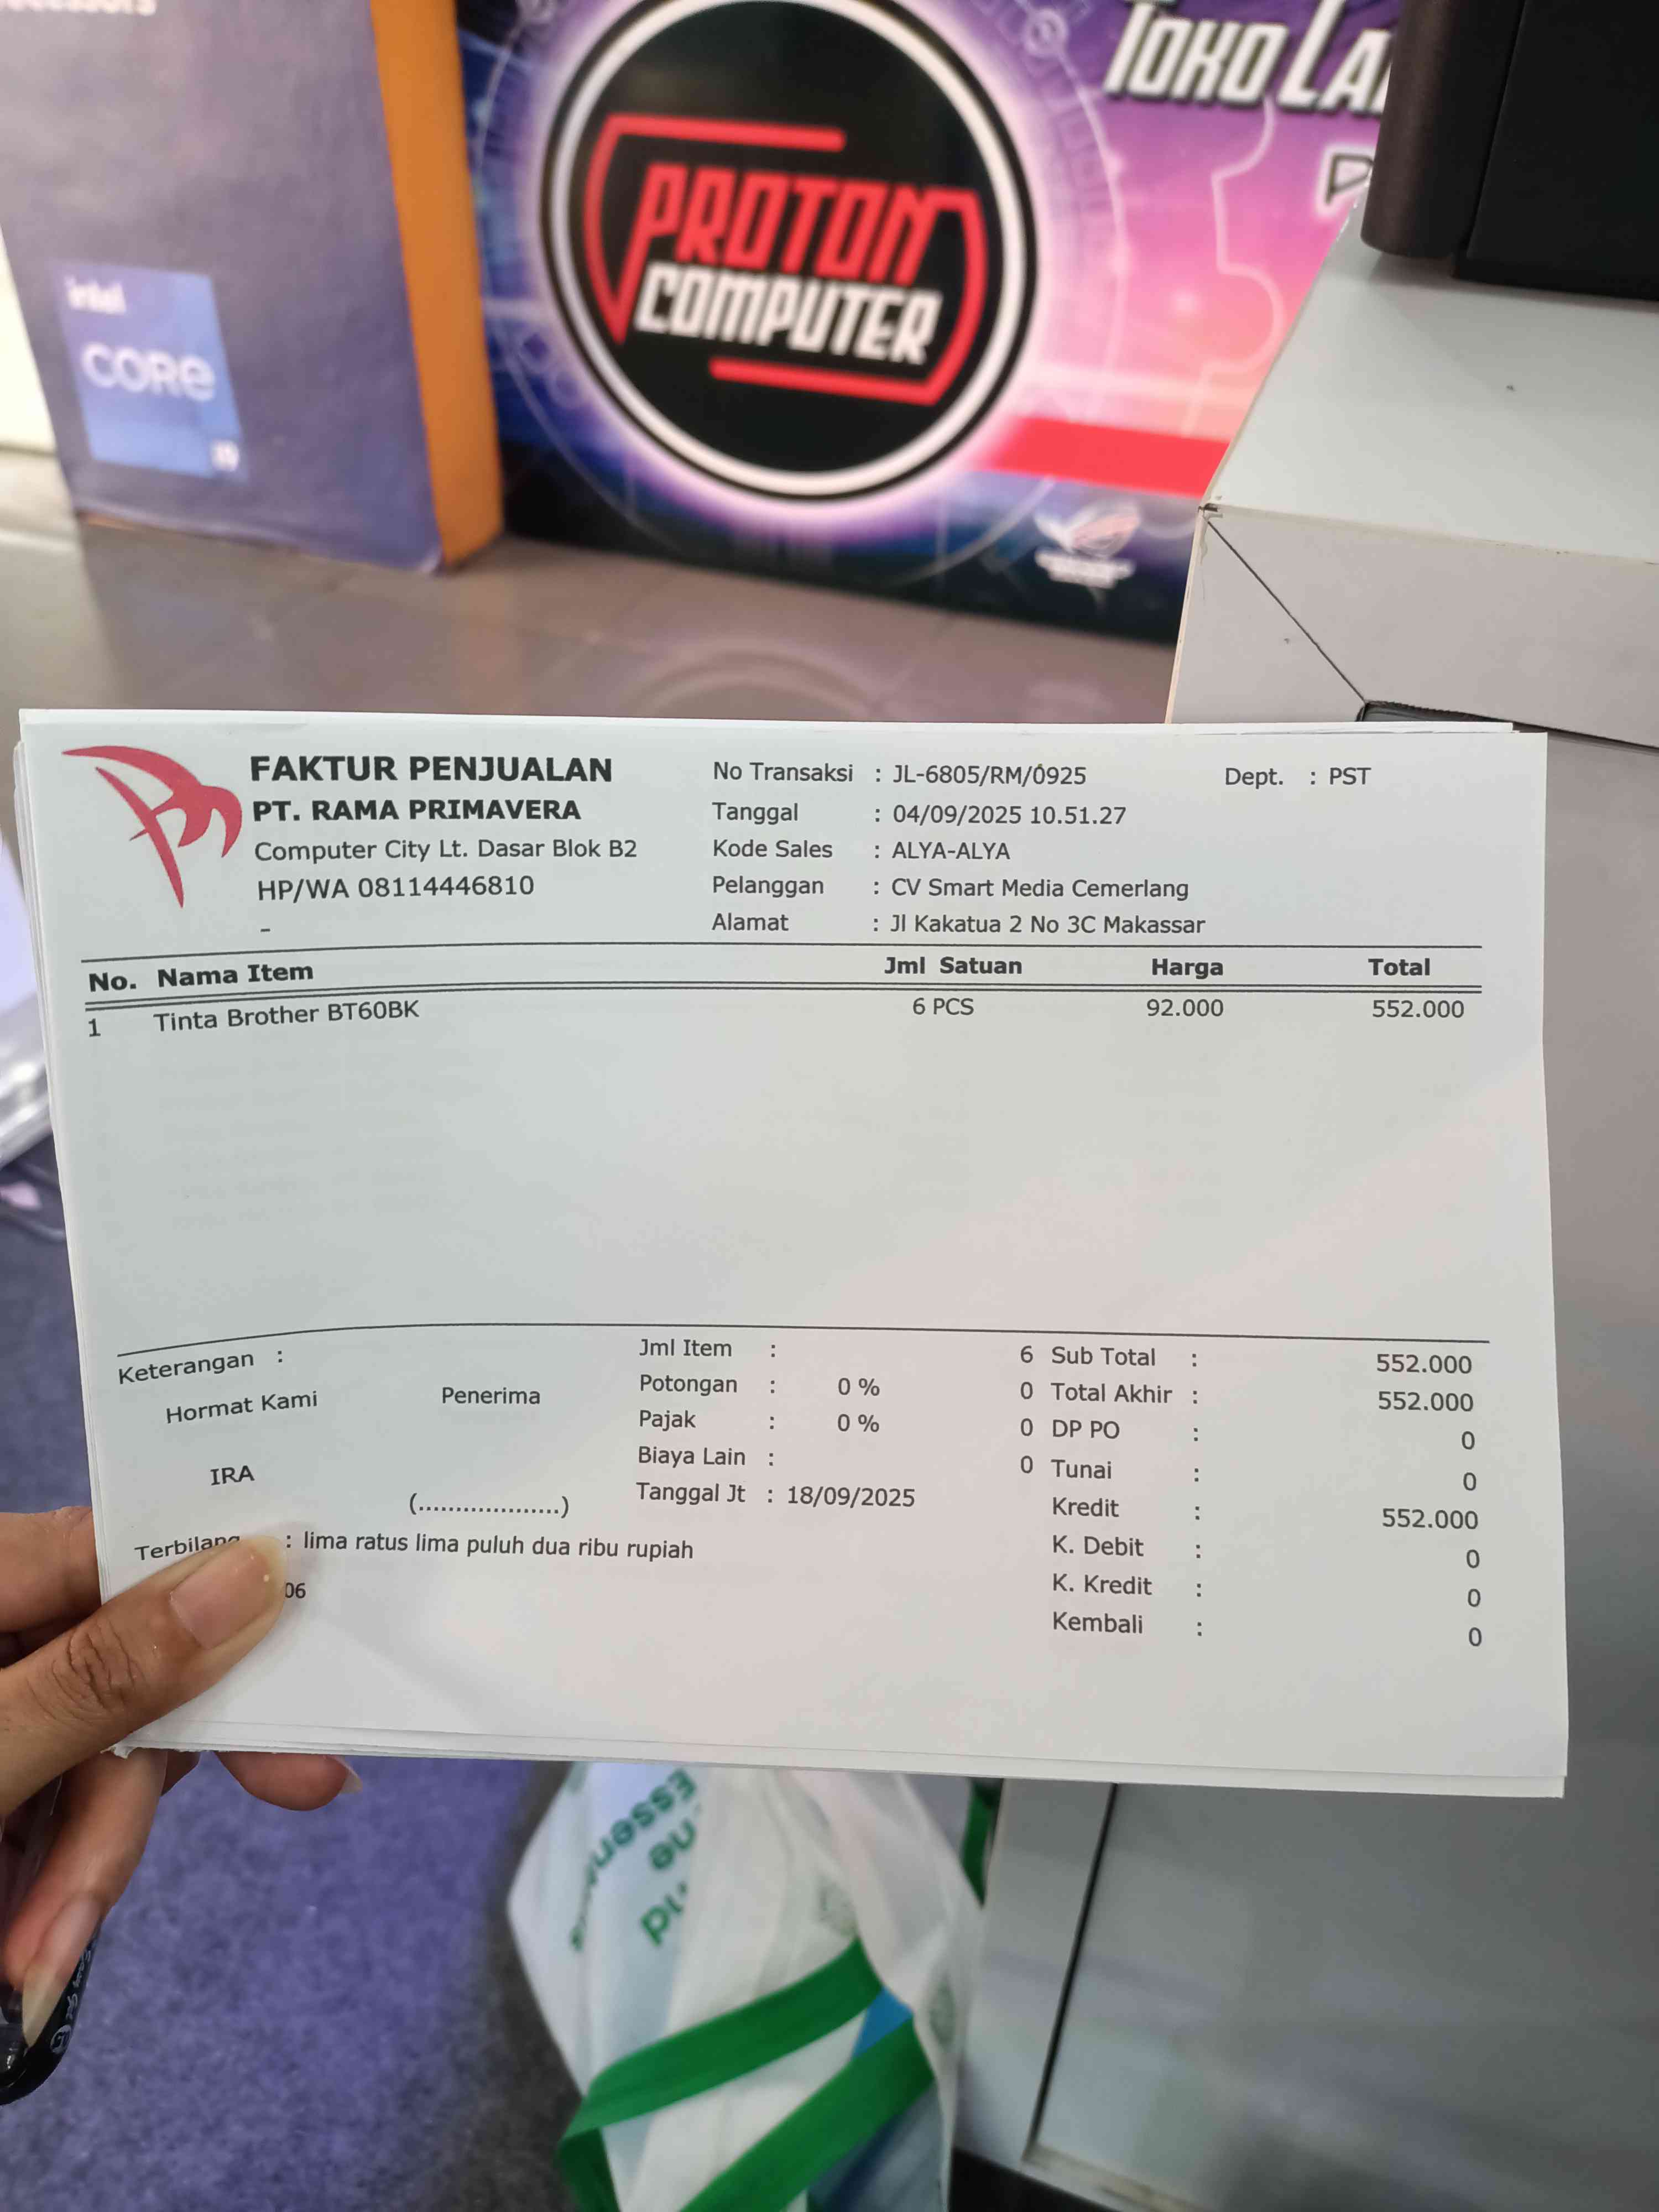 intel
CORe
i9
PROTON
COMPUTER
TOKO
FAKTUR PENJUALAN
PT. RAMA PRIMAVERA
Computer City Lt. Dasar Blok B2
HP/WA 08114446810
-
No Transaksi : JL-6805/RM/0925 Dept. : PST
Tanggal : 04/09/2025 10.51.27
Kode Sales : ALYA-ALYA
Pelanggan : CV Smart Media Cemerlang
Alamat : Jl Kakatua 2 No 3C Makassar
No. Nama Item Jml Satuan Harga Total
1 Tinta Brother BT60BK 6 PCS 92.000 552.000
Keterangan :
Hormat Kami Penerima
IRA
(...................)
Jml Item : 6
Potongan : 0 % 0
Pajak : 0 % 0
Biaya Lain : 0
Tanggal Jt : 18/09/2025
Sub Total : 552.000
Total Akhir : 552.000
DP PO : 0
Tunai : 0
Kredit : 552.000
K. Debit : 0
K. Kredit : 0
Kembali : 0
Terbilang : lima ratus lima puluh dua ribu rupiah
06